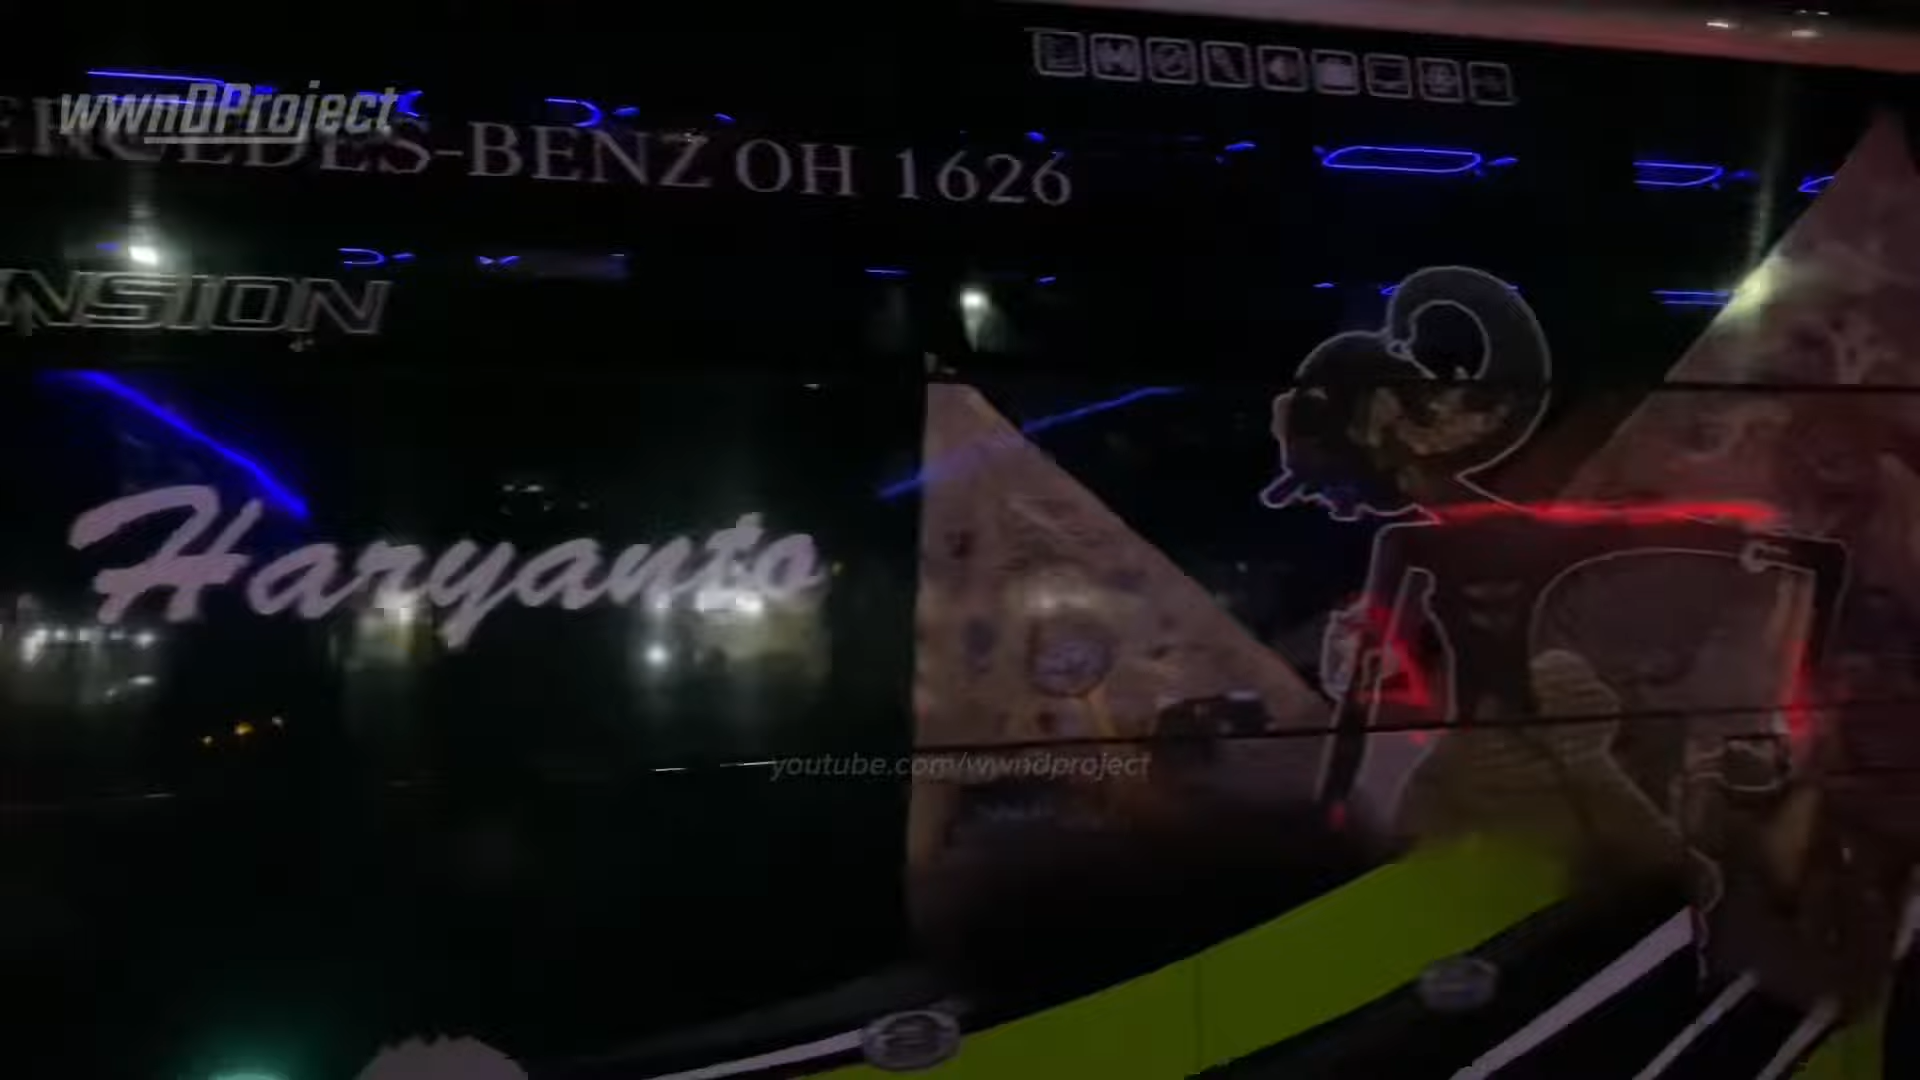 wwnDProject
ERCEDES-BENZ OH 1626
NSION
Haryanto
youtube.com/wwndproject